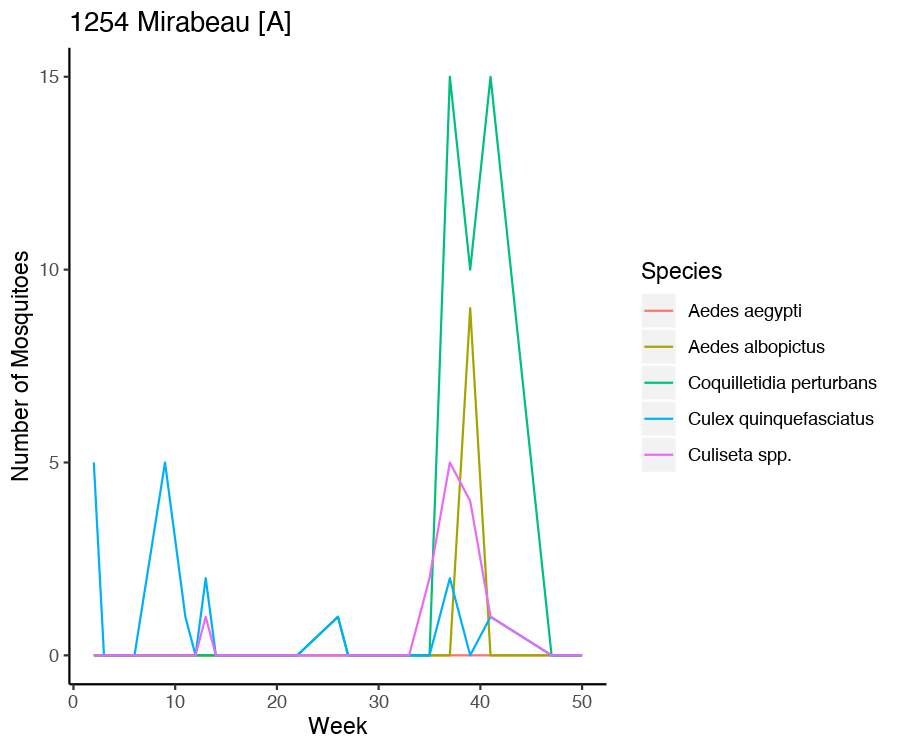 1254 Mirabeau [A]
15
10
5
0
Number of Mosquitoes
0 10 20 30 40 50
Week
Species
Aedes aegypti
Aedes albopictus
Coquilletidia perturbans
Culex quinquefasciatus
Culiseta spp.